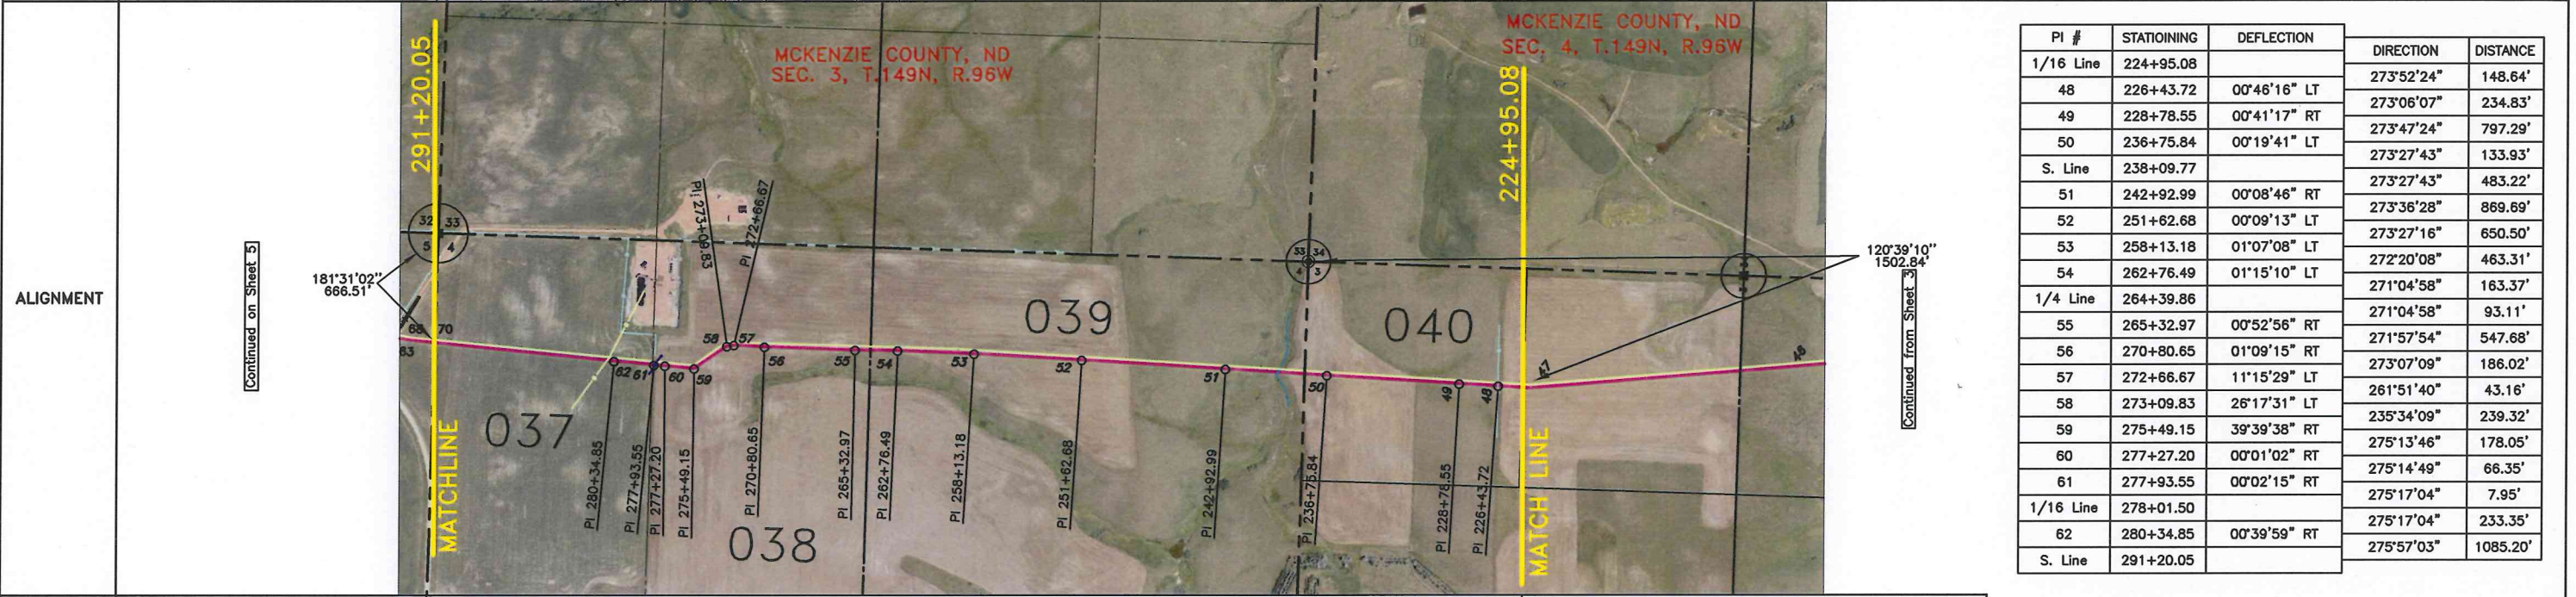 ALIGNMENT
Continued on Sheet 5
181°31'02"
666.51'
291+20.05
MATCHLINE
MCKENZIE COUNTY, ND
SEC. 3, T.149N, R.96W
MCKENZIE COUNTY, ND
SEC. 4, T.149N, R.96W
224+95.08
MATCH LINE
32 33
5 4
33 34
4 3
70
63
037
038
039
040
PI 273+09.83
PI 272+66.67
62 61 60 59 58 57 56 55 54 53 52 51 50 49 48 47 46
PI 280+34.85
PI 277+93.55
PI 277+27.20
PI 275+49.15
PI 270+80.65
PI 265+32.97
PI 262+76.49
PI 258+13.18
PI 251+62.68
PI 242+92.99
PI 236+75.84
PI 228+78.55
PI 226+43.72
120°39'10"
1502.84'
Continued from Sheet 3
PI # STATIOINING DEFLECTION DIRECTION DISTANCE
1/16 Line 224+95.08
273°52'24" 148.64'
48 226+43.72 00°46'16" LT
273°06'07" 234.83'
49 228+78.55 00°41'17" RT
273°47'24" 797.29'
50 236+75.84 00°19'41" LT
273°27'43" 133.93'
S. Line 238+09.77
273°27'43" 483.22'
51 242+92.99 00°08'46" RT
273°36'28" 869.69'
52 251+62.68 00°09'13" LT
273°27'16" 650.50'
53 258+13.18 01°07'08" LT
272°20'08" 463.31'
54 262+76.49 01°15'10" LT
271°04'58" 163.37'
1/4 Line 264+39.86
271°04'58" 93.11'
55 265+32.97 00°52'56" RT
271°57'54" 547.68'
56 270+80.65 01°09'15" RT
273°07'09" 186.02'
57 272+66.67 11°15'29" LT
261°51'40" 43.16'
58 273+09.83 26°17'31" LT
235°34'09" 239.32'
59 275+49.15 39°39'38" RT
275°13'46" 178.05'
60 277+27.20 00°01'02" RT
275°14'49" 66.35'
61 277+93.55 00°02'15" RT
275°17'04" 7.95'
1/16 Line 278+01.50
275°17'04" 233.35'
62 280+34.85 00°39'59" RT
275°57'03" 1085.20'
S. Line 291+20.05